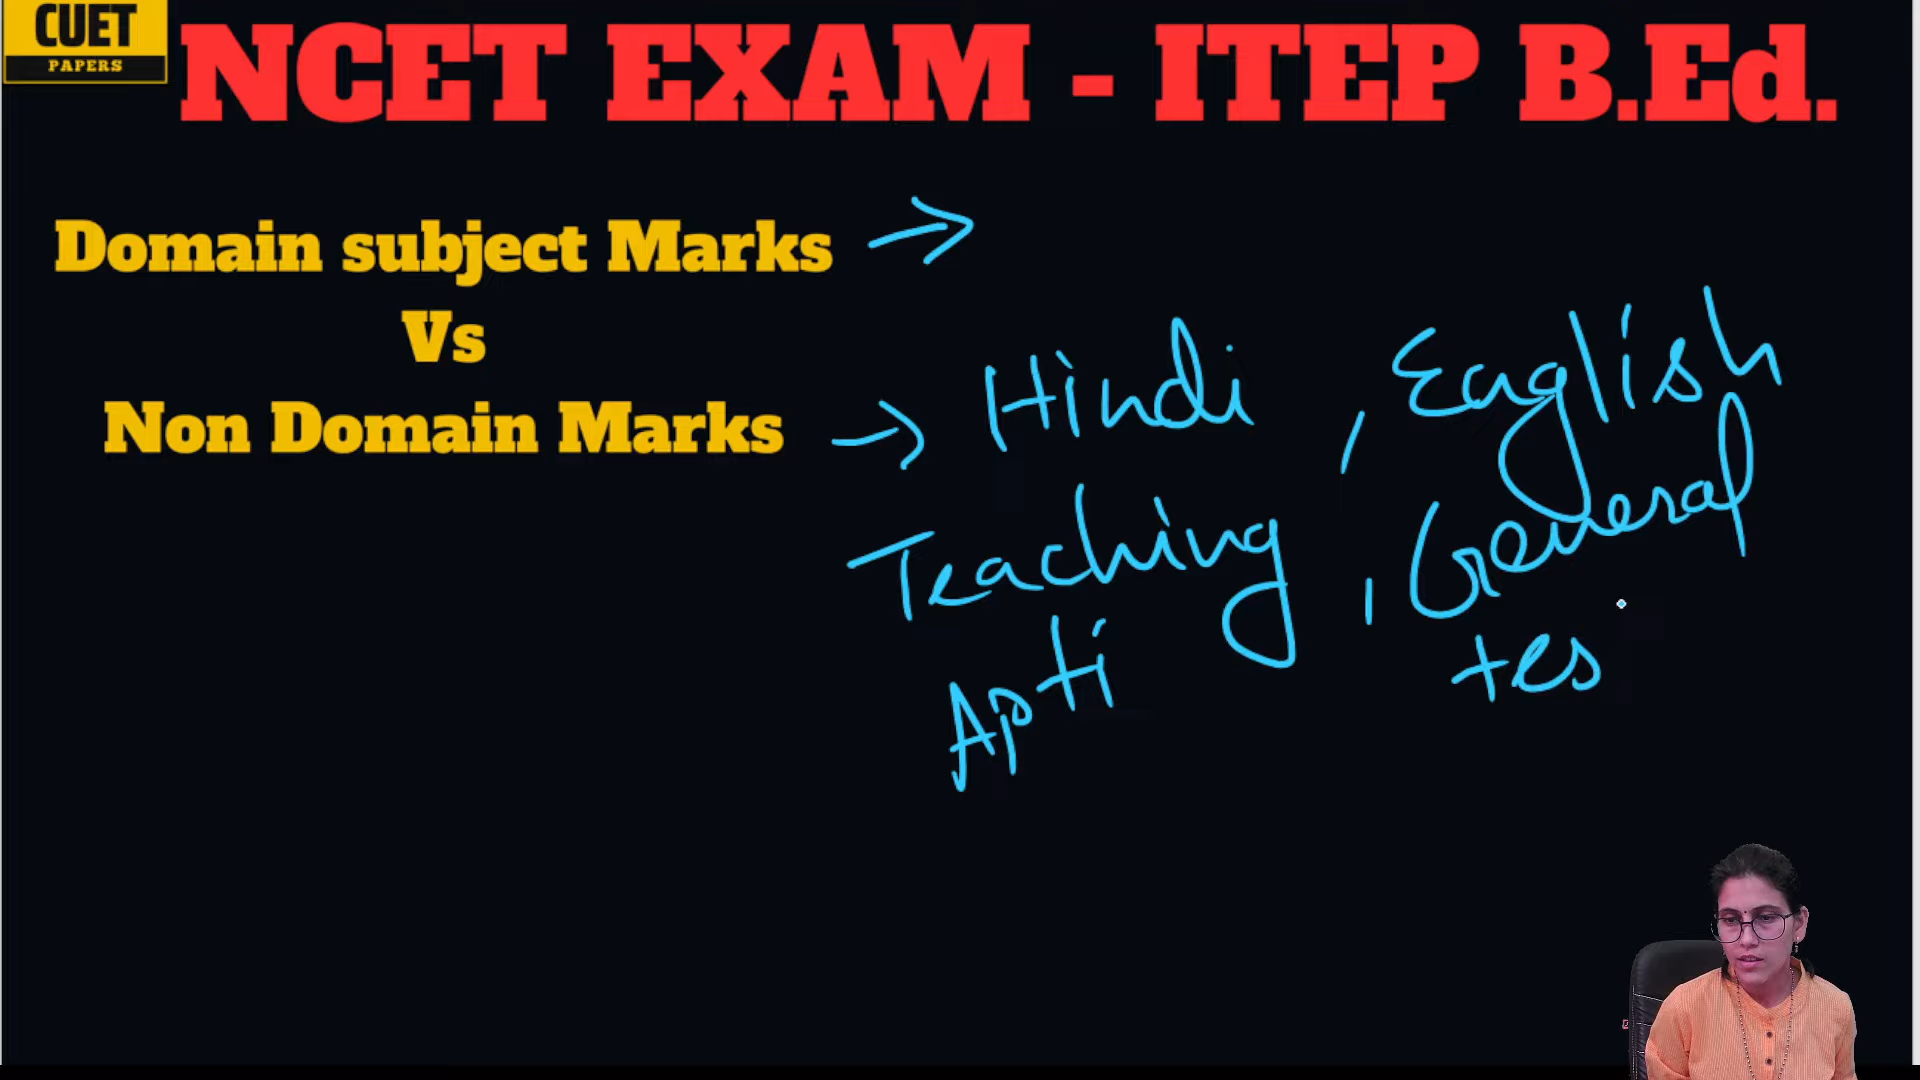 CUET
PAPERS
NCET EXAM - ITEP B.Ed.
Domain subject Marks →
Vs
Non Domain Marks → Hindi , English
Teaching , General
Apti tes